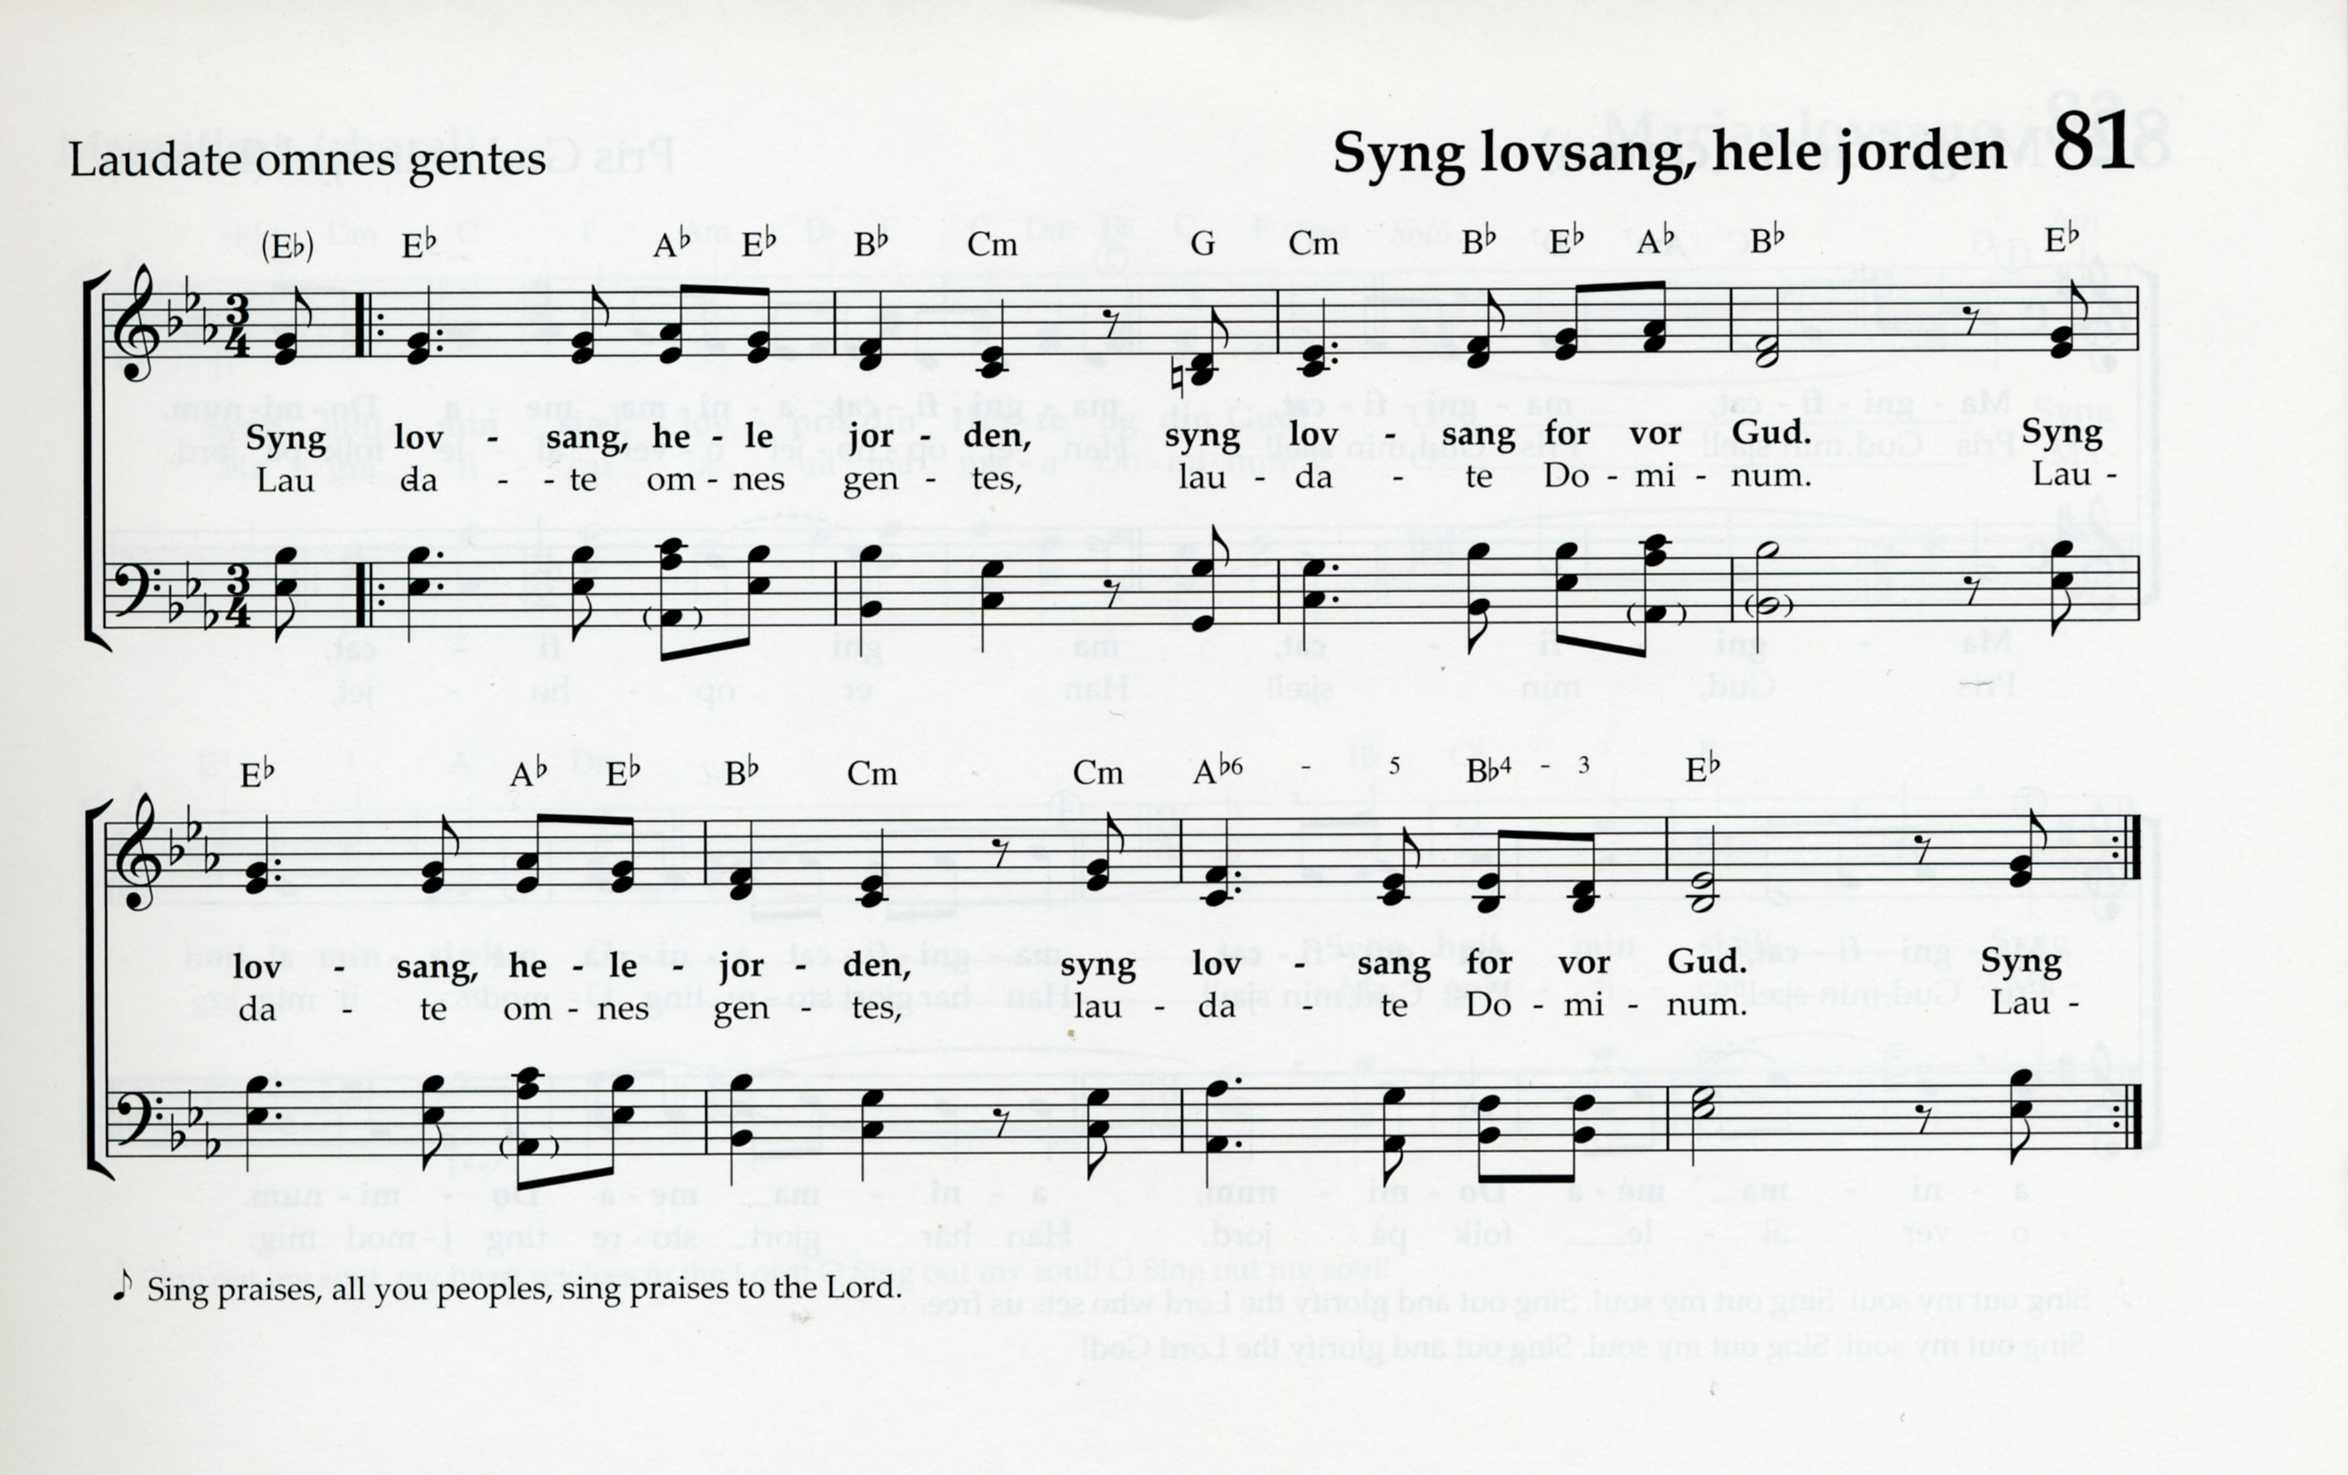 Laudate omnes gentes
Syng lovsang, hele jorden 81
(E♭) E♭ A♭ E♭ B♭ Cm G Cm B♭ E♭ A♭ B♭ E♭
3 4
Syng lov - sang, he - le jor - den, syng lov - sang for vor Gud. Syng
Lau da - - te om - nes gen - tes, lau - da - te Do - mi - num. Lau -
3 4
E♭ A♭ E♭ B♭ Cm Cm A♭6 - 5 B♭4 - 3 E♭
lov - sang, he - le - jor - den, syng lov - sang for vor Gud. Syng
da - te om - nes gen - tes, lau - da - te Do - mi - num. Lau -
♪ Sing praises, all you peoples, sing praises to the Lord.